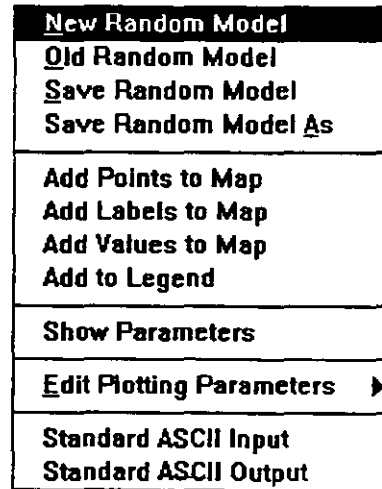 New Random Model
Old Random Model
Save Random Model
Save Random Model As
Add Points to Map
Add Labels to Map
Add Values to Map
Add to Legend
Show Parameters
Edit Plotting Parameters
Standard ASCII Input
Standard ASCII Output